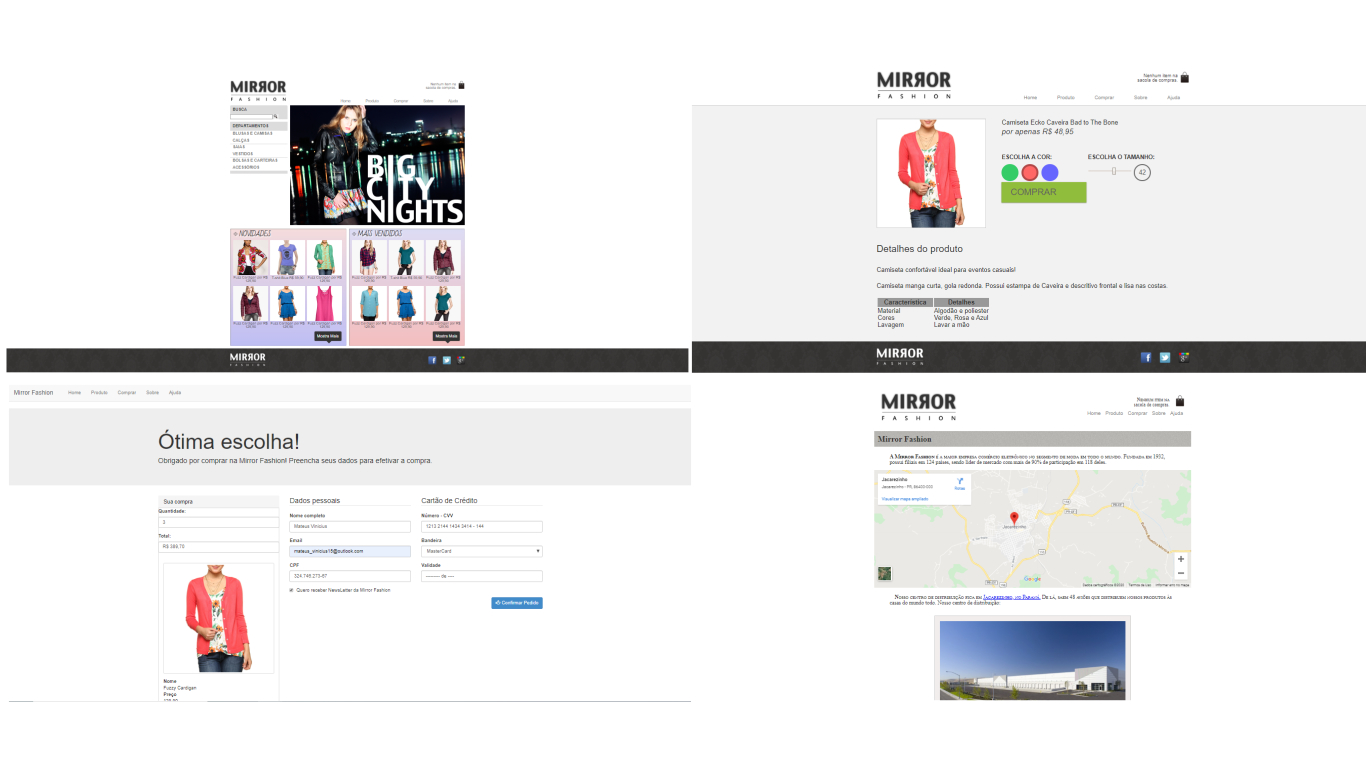 MIRROR
FASHION
Nenhum item na
sacola de compras
Home Produto Compras Sobre Ajuda
BUSCA
DEPARTAMENTOS
BLUSAS E CAMISAS
CALÇAS
SAIAS
VESTIDOS
BOLSAS E CARTEIRAS
ACESSÓRIOS
BIG
CITY
NIGHTS
NOVIDADES
MAIS VENDIDOS
Mostra Mais
Mostra Mais
MIRROR
FASHION
MIRROR
FASHION
Nenhum item na
sacola de compras
Home Produto Comprar Sobre Ajuda
Camiseta Ecko Caveira Bad to The Bone
por apenas R$ 48,95
ESCOLHA A COR:
ESCOLHA O TAMANHO:
42
COMPRAR
Detalhes do produto
Camiseta confortável ideal para eventos casuais!
Camiseta manga curta, gola redonda. Possui estampa de Caveira e descritivo frontal e lisa nas costas.
Característica Detalhes
Material Algodão e poliester
Cores Verde, Rosa e Azul
Lavagem Lavar a mão
MIRROR
FASHION
Mirror Fashion Home Produto Comprar Sobre Ajuda
Ótima escolha!
Obrigado por comprar na Mirror Fashion! Preencha seus dados para efetivar a compra.
Sua compra
Quantidade:
Total:
Nome
Fuzzy Cardigan
Preço
Dados pessoais
Nome completo
Mateus Vinicius
Email
mateus_vinicius15@outlook.com
CPF
324.746.273-87
Quero receber NewsLetter da Mirror Fashion
Cartão de Crédito
Número - CVV
1213 2144 1434 3414 - 144
Bandeira
MasterCard
Validade
--------- de ----
Confirmar Pedido
MIRROR
FASHION
Nenhum item na
sacola de compras
Home Produto Comprar Sobre Ajuda
Mirror Fashion
A Mirror Fashion é a maior empresa comércio eletrônico no segmento de moda em todo o mundo. Fundada em 1932,
possui filiais em 124 países, sendo líder de mercado com mais de 90% de participação em 118 deles.
Jacarezinho
Jacarezinho - PR, 86400-000
Rotas
Visualizar mapa ampliado
Jacarezinho
Google
Dados cartográficos ©2020 Termos de Uso Informar erro no mapa
Nosso centro de distribuição fica em Jacarezinho, no Paraná. De lá, saem 48 aviões que distribuem nossos produtos às
casas do mundo todo. Nosso centro de distribuição: